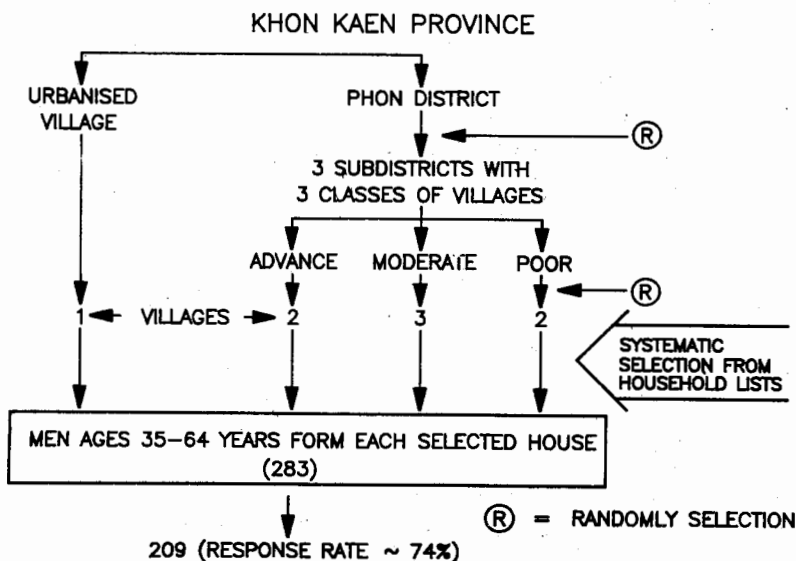 KHON KAEN PROVINCE
URBANISED
VILLAGE
PHON DISTRICT
R
3 SUBDISTRICTS WITH
3 CLASSES OF VILLAGES
ADVANCE MODERATE POOR
R
1 VILLAGES 2 3 2
SYSTEMATIC
SELECTION FROM
HOUSEHOLD LISTS
MEN AGES 35-64 YEARS FORM EACH SELECTED HOUSE
(283)
R = RANDOMLY SELECTION
209 (RESPONSE RATE ~ 74%)